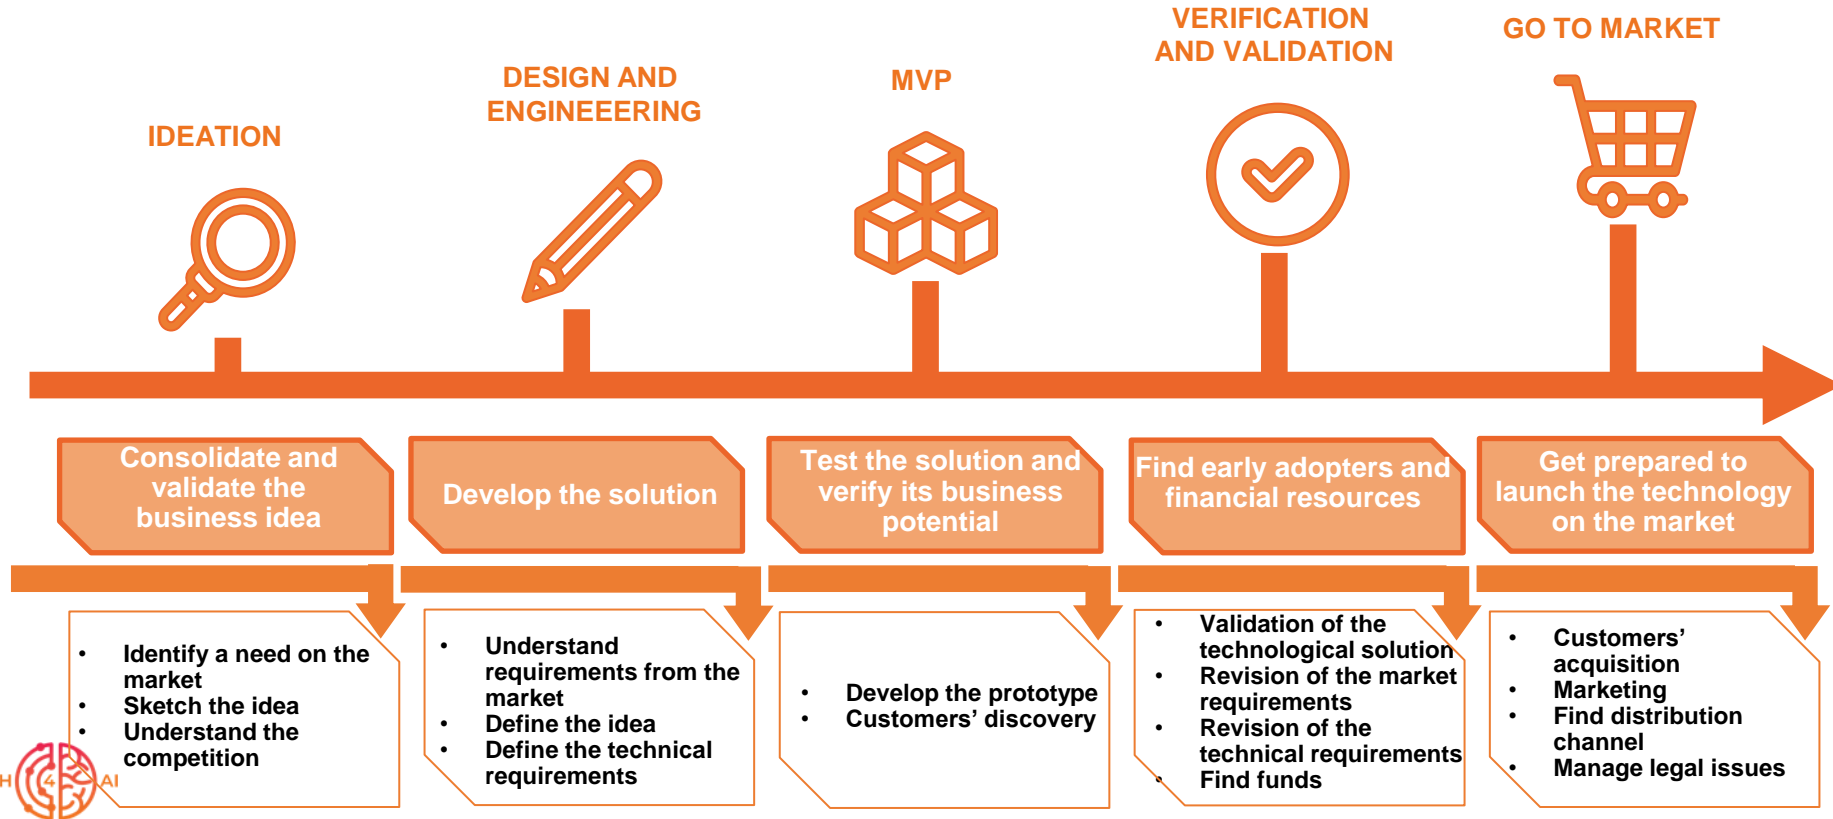 IDEATION
DESIGN AND
ENGINEEERING
MVP
VERIFICATION
AND VALIDATION
GO TO MARKET
Consolidate and
validate the
business idea
Develop the solution
Test the solution and
verify its business
potential
Find early adopters and
financial resources
Get prepared to
launch the technology
on the market
• Identify a need on the
market
• Sketch the idea
• Understand the
competition
• Understand
requirements from the
market
• Define the idea
• Define the technical
requirements
• Develop the prototype
• Customers’ discovery
• Validation of the
technological solution
• Revision of the market
requirements
• Revision of the
technical requirements
• Find funds
• Customers’
acquisition
• Marketing
• Find distribution
channel
• Manage legal issues
H 4 AI